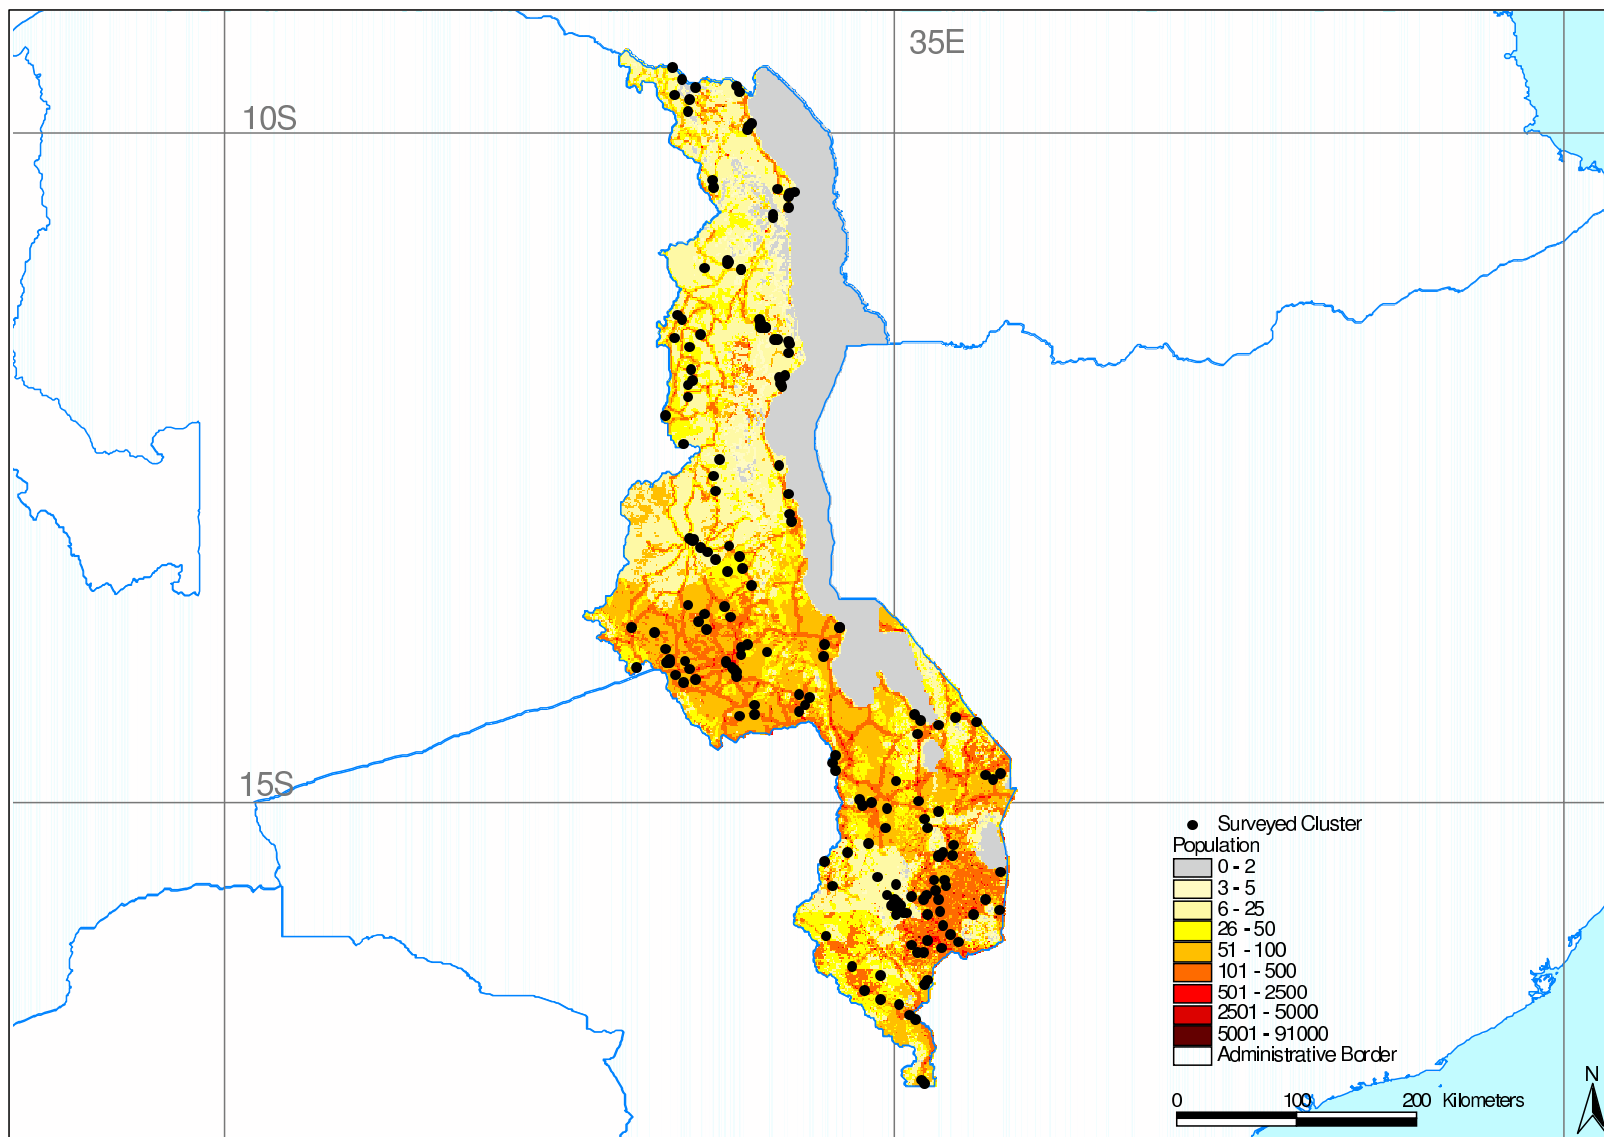 35E
10S
15S
Surveyed Cluster
Population
0 - 2
3 - 5
6 - 25
26 - 50
51 - 100
101 - 500
501 - 2500
2501 - 5000
5001 - 91000
Administrative Border
N
0 100 200 Kilometers